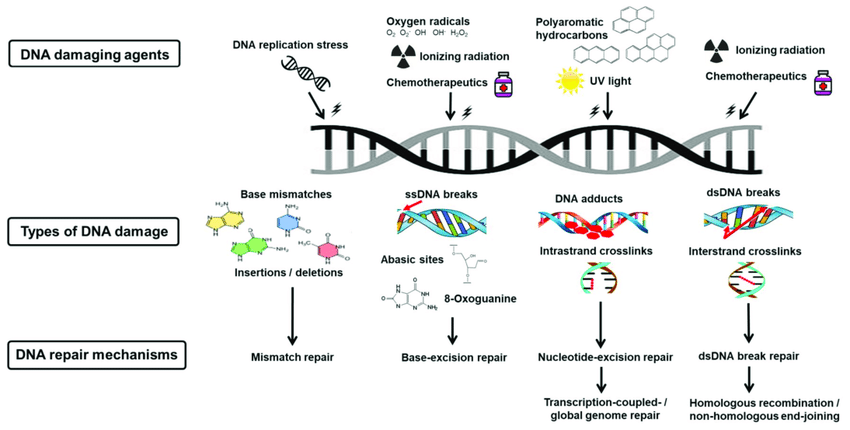 DNA damaging agents
DNA replication stress
Oxygen radicals
O₂ O₂⁻ OH OH⁻ H₂O₂
Ionizing radiation
Chemotherapeutics
Polyaromatic
hydrocarbons
UV light
Ionizing radiation
Chemotherapeutics
Types of DNA damage
Base mismatches
Insertions / deletions
ssDNA breaks
Abasic sites
8-Oxoguanine
DNA adducts
Intrastrand crosslinks
dsDNA breaks
Interstrand crosslinks
DNA repair mechanisms
Mismatch repair
Base-excision repair
Nucleotide-excision repair
Transcription-coupled- /
global genome repair
dsDNA break repair
Homologous recombination /
non-homologous end-joining